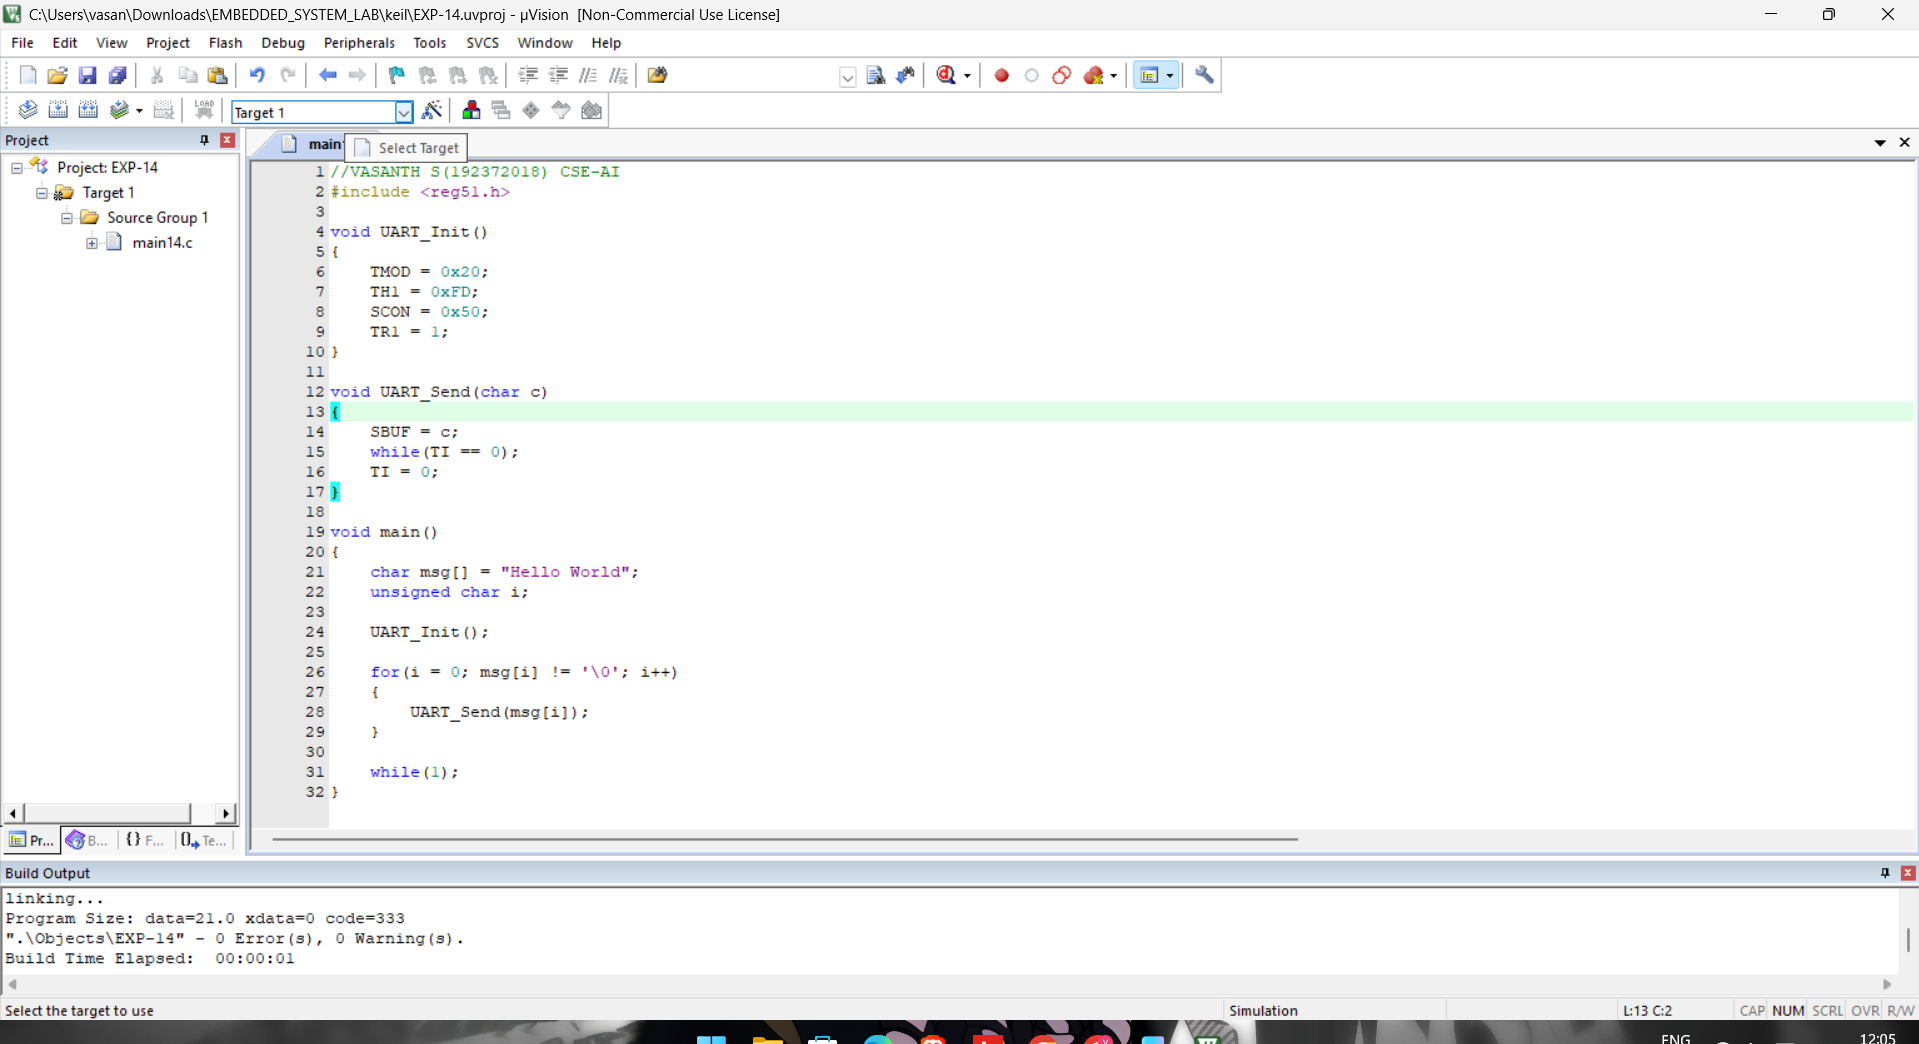 C:\Users\vasan\Downloads\EMBEDDED_SYSTEM_LAB\keil\EXP-14.uvproj - µVision  [Non-Commercial Use License]
File Edit View Project Flash Debug Peripherals Tools SVCS Window Help
LOAD Target 1
Project
main
Select Target
Project: EXP-14
Target 1
Source Group 1
main14.c
1 //VASANTH S(192372018) CSE-AI
2 #include <reg51.h>
3
4 void UART_Init()
5 {
6     TMOD = 0x20;
7     TH1 = 0xFD;
8     SCON = 0x50;
9     TR1 = 1;
10 }
11
12 void UART_Send(char c)
13 {
14     SBUF = c;
15     while(TI == 0);
16     TI = 0;
17 }
18
19 void main()
20 {
21     char msg[] = "Hello World";
22     unsigned char i;
23
24     UART_Init();
25
26     for(i = 0; msg[i] != '\0'; i++)
27     {
28         UART_Send(msg[i]);
29     }
30
31     while(1);
32 }
Pr... B... {} F... Te...
Build Output
linking...
Program Size: data=21.0 xdata=0 code=333
".\Objects\EXP-14" - 0 Error(s), 0 Warning(s).
Build Time Elapsed:  00:00:01
Select the target to use
Simulation
L:13 C:2
CAP NUM SCRL OVR R/W
ENG
12:05